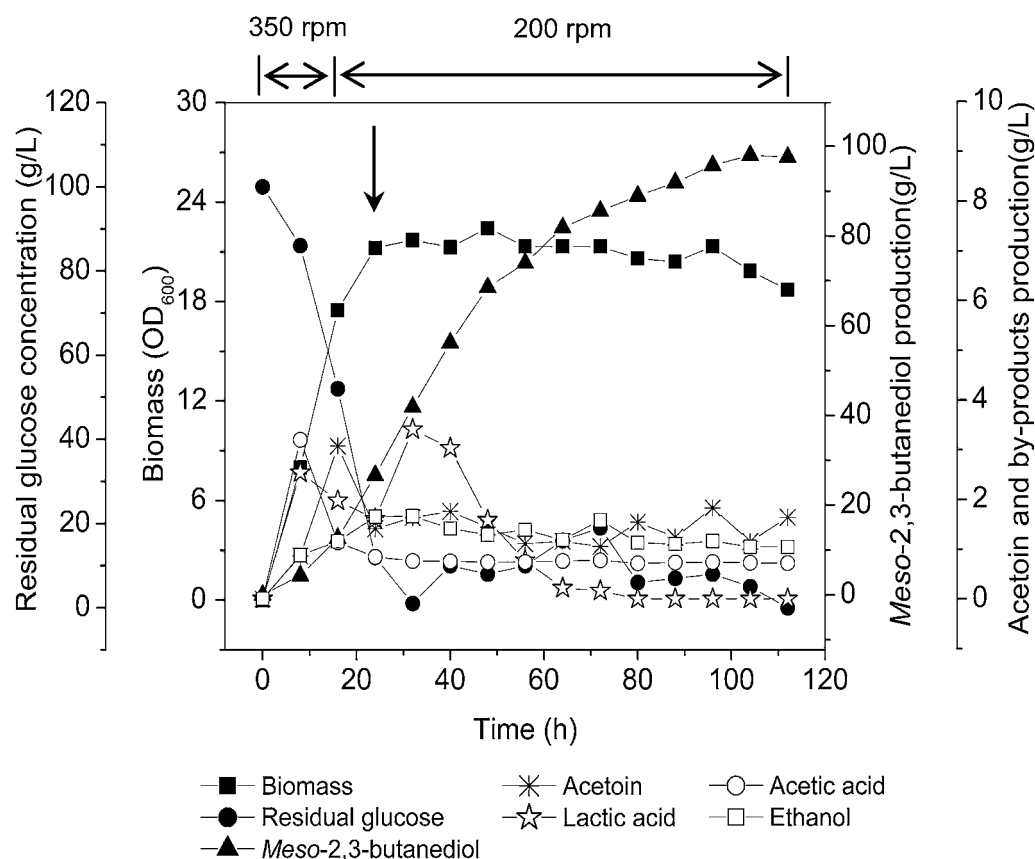 350 rpm
200 rpm
Residual glucose concentration (g/L)
120
100
80
60
40
20
0
Biomass (OD600)
30
24
18
12
6
0
Meso-2,3-butanediol production(g/L)
100
80
60
40
20
0
Acetoin and by-products production(g/L)
10
8
6
4
2
0
0 20 40 60 80 100 120
Time (h)
Biomass
Acetoin
Acetic acid
Residual glucose
Lactic acid
Ethanol
Meso-2,3-butanediol